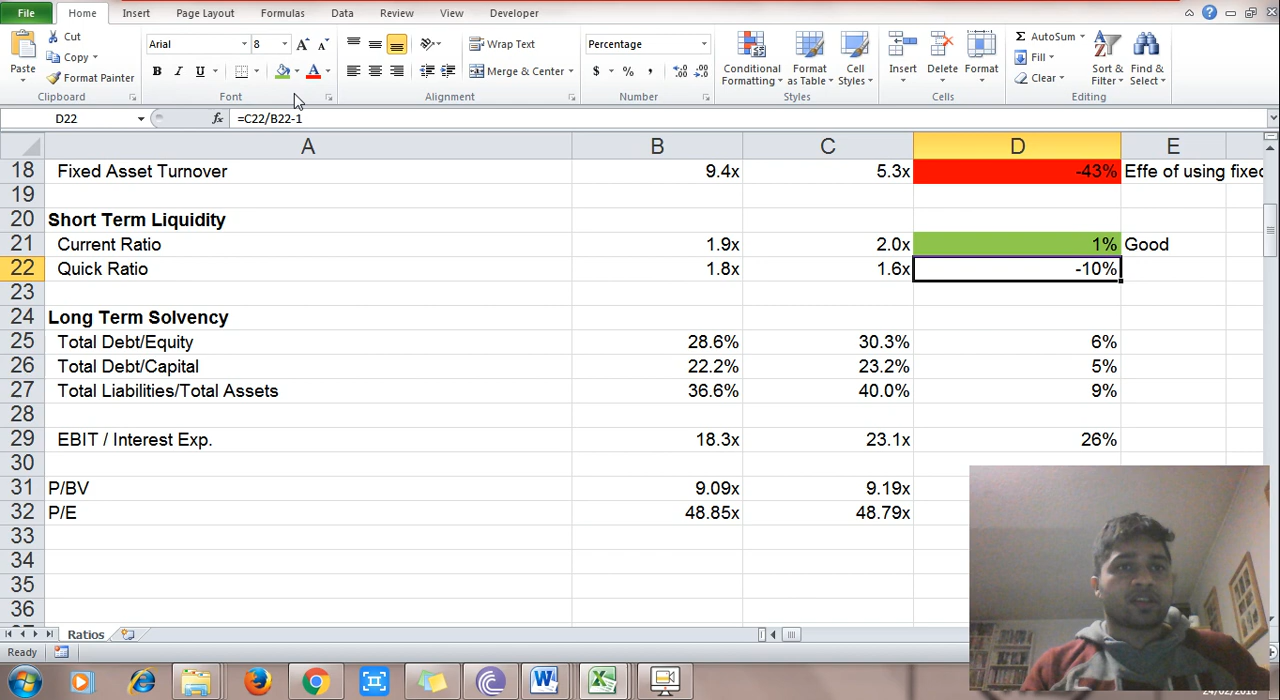 File Home Insert Page Layout Formulas Data Review View Developer
Paste Cut Copy Format Painter Clipboard
Arial 8 A A B I U A Font
Wrap Text Merge & Center Alignment
Percentage $ % , Number
Conditional Formatting Format as Table Cell Styles Styles
Insert Delete Format Cells
Σ AutoSum Fill Clear Sort & Filter Find & Select Editing
D22 fx =C22/B22-1
A B C D E
18 Fixed Asset Turnover 9.4x 5.3x -43% Effe of using fixed
19
20 Short Term Liquidity
21 Current Ratio 1.9x 2.0x 1% Good
22 Quick Ratio 1.8x 1.6x -10%
23
24 Long Term Solvency
25 Total Debt/Equity 28.6% 30.3% 6%
26 Total Debt/Capital 22.2% 23.2% 5%
27 Total Liabilities/Total Assets 36.6% 40.0% 9%
28
29 EBIT / Interest Exp. 18.3x 23.1x 26%
30
31 P/BV 9.09x 9.19x
32 P/E 48.85x 48.79x
33
34
35
36
Ratios
Ready
24/02/2018